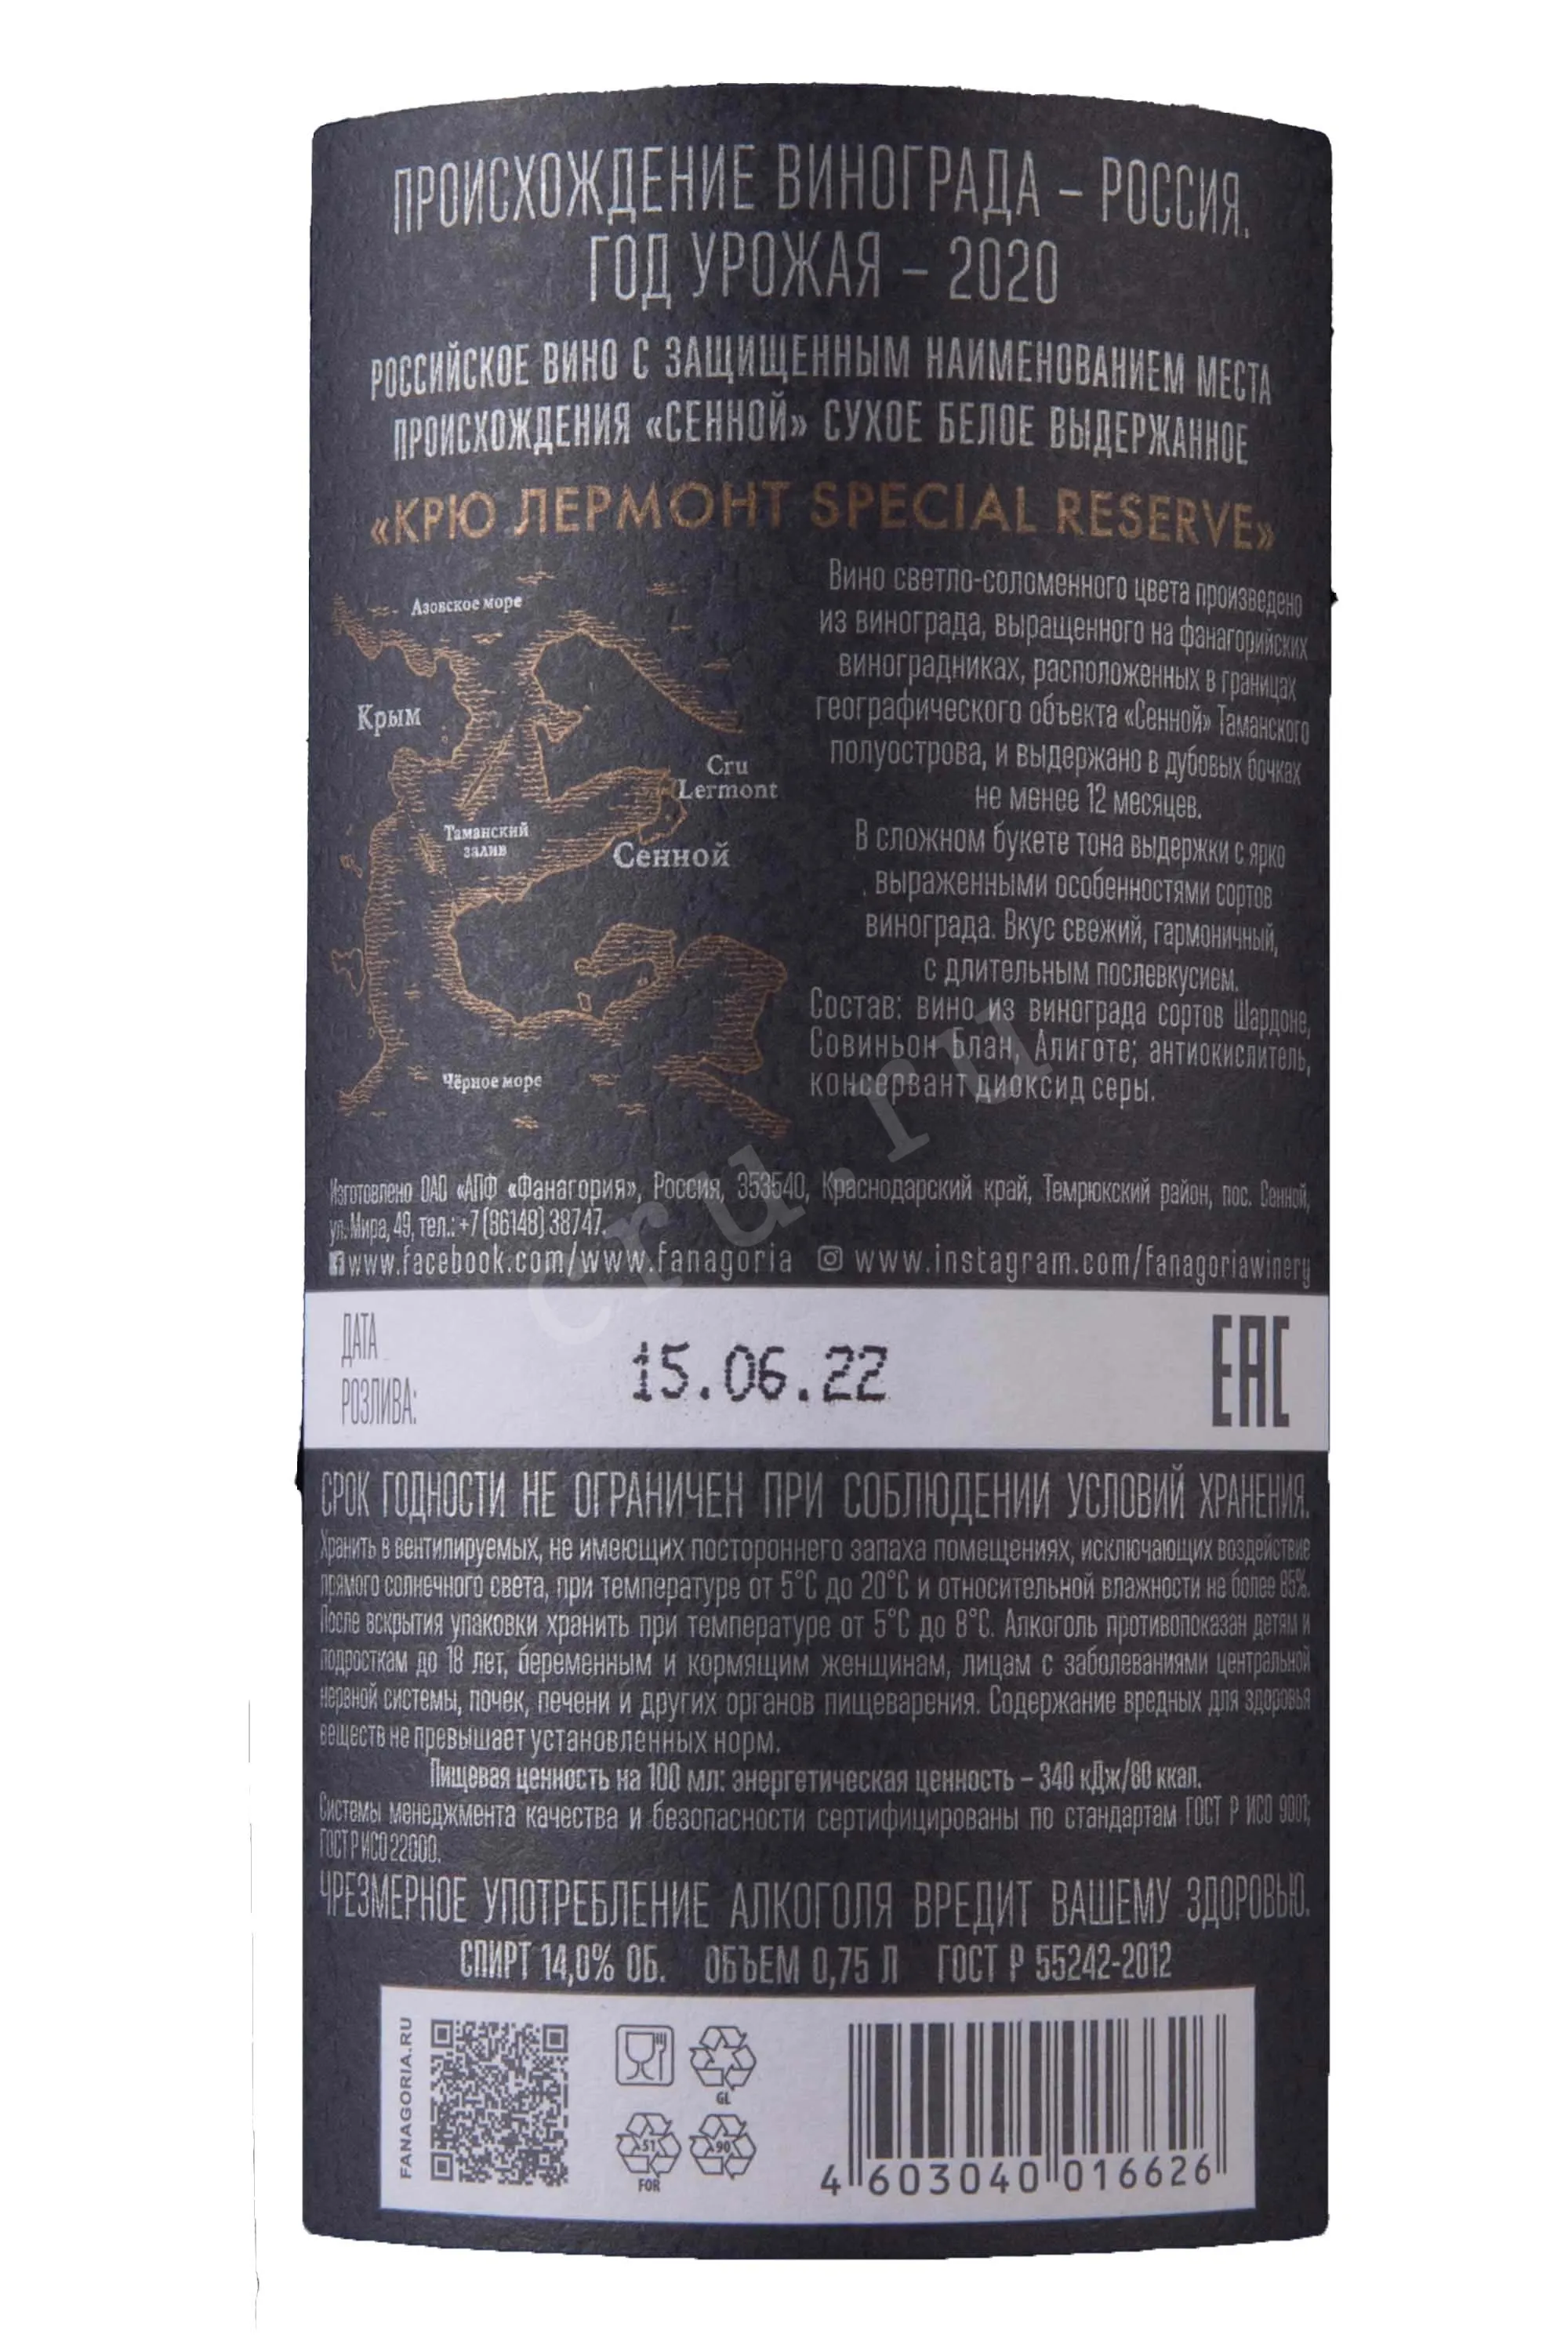 ПРОИСХОЖДЕНИЕ ВИНОГРАДА – РОССИЯ.
ГОД УРОЖАЯ – 2020
РОССИЙСКОЕ ВИНО С ЗАЩИЩЕННЫМ НАИМЕНОВАНИЕМ МЕСТА
ПРОИСХОЖДЕНИЯ «СЕННОЙ» СУХОЕ БЕЛОЕ ВЫДЕРЖАННОЕ
«КРЮ ЛЕРМОНТ SPECIAL RESERVE»
Азовское море
Крым
Cru
Lermont
Таманский
залив
Сенной
Чёрное море
Вино светло-соломенного цвета произведено
из винограда, выращенного на фанагорийских
виноградниках, расположенных в границах
географического объекта «Сенной» Таманского
полуострова, и выдержано в дубовых бочках
не менее 12 месяцев.
В сложном букете тона выдержки с ярко
выраженными особенностями сортов
винограда. Вкус свежий, гармоничный,
с длительным послевкусием.
Состав: вино из винограда сортов Шардоне,
Совиньон Блан, Алиготе; антиокислитель,
консервант диоксид серы.
Изготовлено ОАО «АПФ «Фанагория», Россия, 353540, Краснодарский край, Темрюкский район, пос. Сенной,
ул. Мира, 49, тел.: +7 (86148) 38747.
www.facebook.com/www.fanagoria www.instagram.com/fanagoriawinery
ДАТА
РОЗЛИВА:
15.06.22
EAC
СРОК ГОДНОСТИ НЕ ОГРАНИЧЕН ПРИ СОБЛЮДЕНИИ УСЛОВИЙ ХРАНЕНИЯ.
Хранить в вентилируемых, не имеющих постороннего запаха помещениях, исключающих воздействие
прямого солнечного света, при температуре от 5°C до 20°C и относительной влажности не более 85%.
После вскрытия упаковки хранить при температуре от 5°C до 8°C. Алкоголь противопоказан детям и
подросткам до 18 лет, беременным и кормящим женщинам, лицам с заболеваниями центральной
нервной системы, почек, печени и других органов пищеварения. Содержание вредных для здоровья
веществ не превышает установленных норм.
Пищевая ценность на 100 мл: энергетическая ценность – 340 кДж/80 ккал.
Системы менеджмента качества и безопасности сертифицированы по стандартам ГОСТ Р ИСО 9001;
ГОСТ Р ИСО 22000.
ЧРЕЗМЕРНОЕ УПОТРЕБЛЕНИЕ АЛКОГОЛЯ ВРЕДИТ ВАШЕМУ ЗДОРОВЬЮ.
СПИРТ 14,0% ОБ. ОБЪЕМ 0,75 Л ГОСТ Р 55242-2012
FANAGORIA.RU
GL
51
FOR
90
4 603040 016626
cru.ru